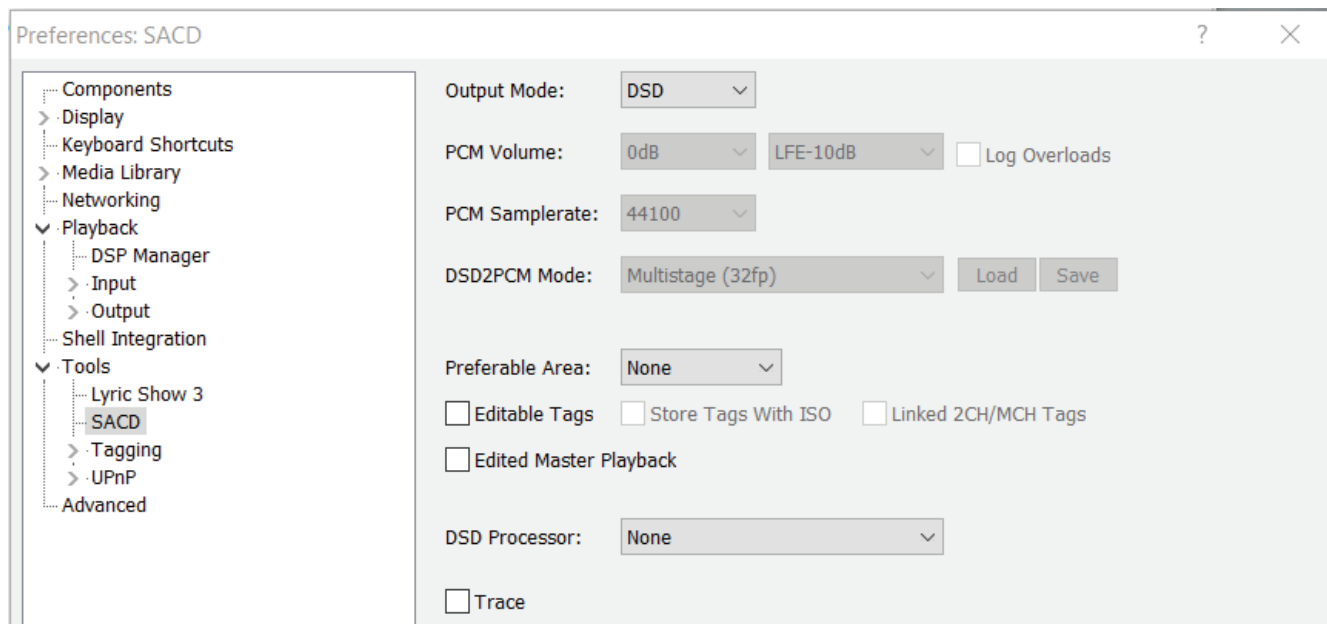 Preferences: SACD ?
Components
Display
Keyboard Shortcuts
Media Library
Networking
Playback
DSP Manager
Input
Output
Shell Integration
Tools
Lyric Show 3
SACD
Tagging
UPnP
Advanced
Output Mode: DSD
PCM Volume: 0dB LFE-10dB Log Overloads
PCM Samplerate: 44100
DSD2PCM Mode: Multistage (32fp) Load Save
Preferable Area: None
Editable Tags Store Tags With ISO Linked 2CH/MCH Tags
Edited Master Playback
DSD Processor: None
Trace